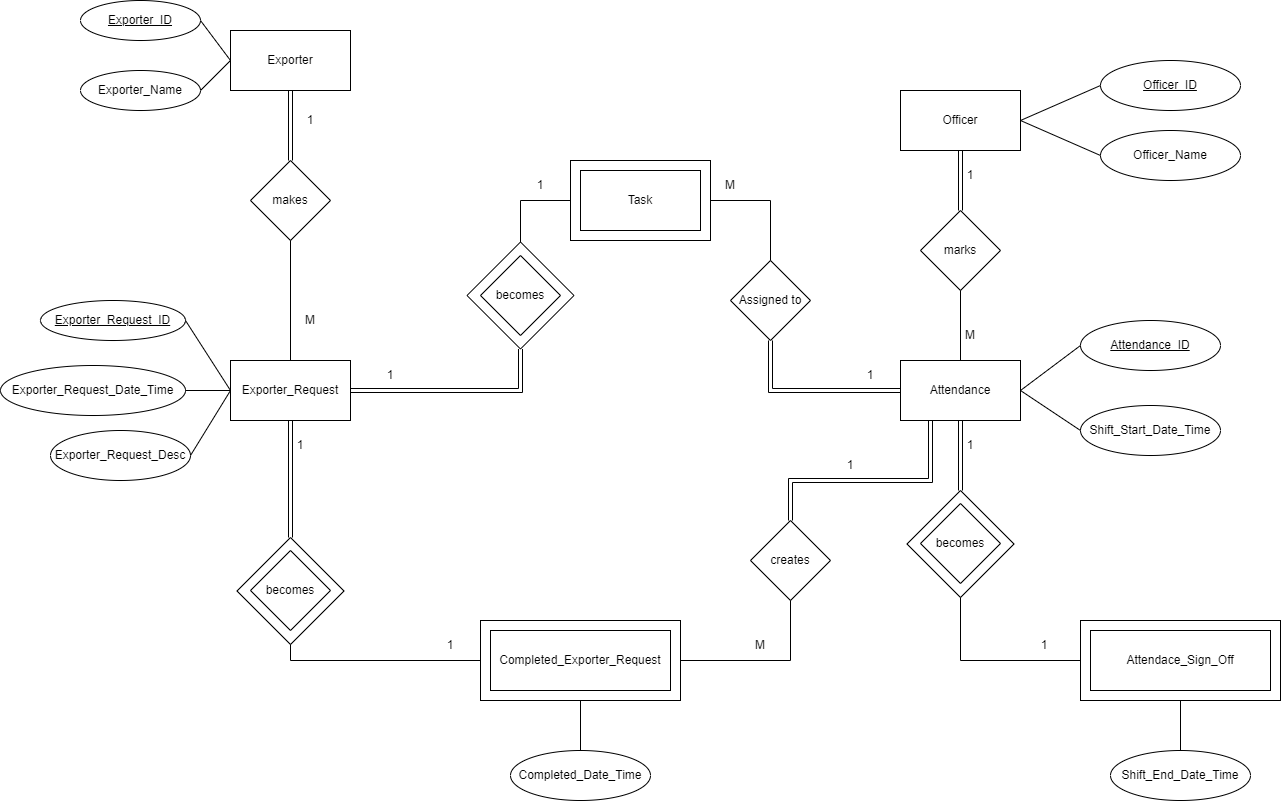 Exporter_ID
Exporter
Exporter_Name
Officer_ID
Officer
1
Officer_Name
makes
1
Task
M
1
marks
becomes
Assigned to
Exporter_Request_ID
M
M
Attendance_ID
Exporter_Request_Date_Time
Exporter_Request
1
1
Attendance
Exporter_Request_Desc
1
1
1
Shift_Start_Date_Time
becomes
creates
becomes
1
Completed_Exporter_Request
M
1
Attendace_Sign_Off
Completed_Date_Time
Shift_End_Date_Time